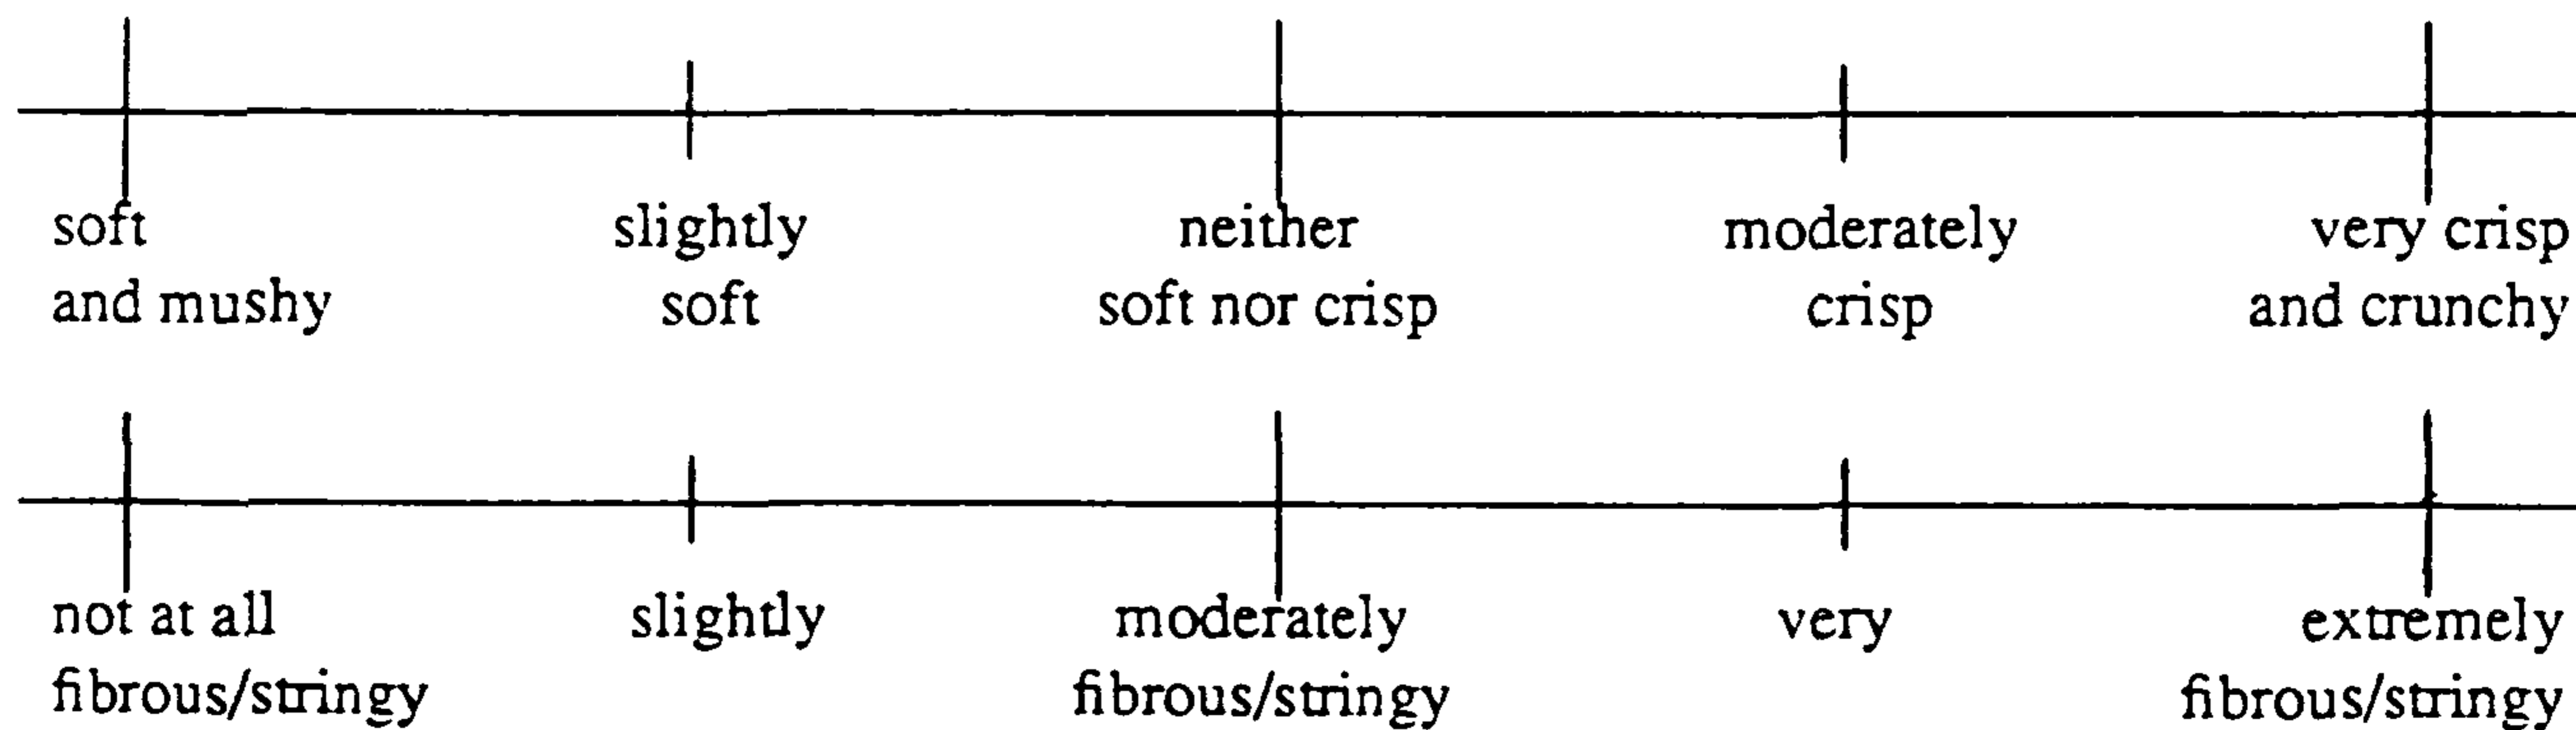 soft slightly neither moderately very crisp
and mushy soft soft nor crisp crisp and crunchy
not at all slightly moderately very extremely
fibrous/stringy fibrous/stringy fibrous/stringy